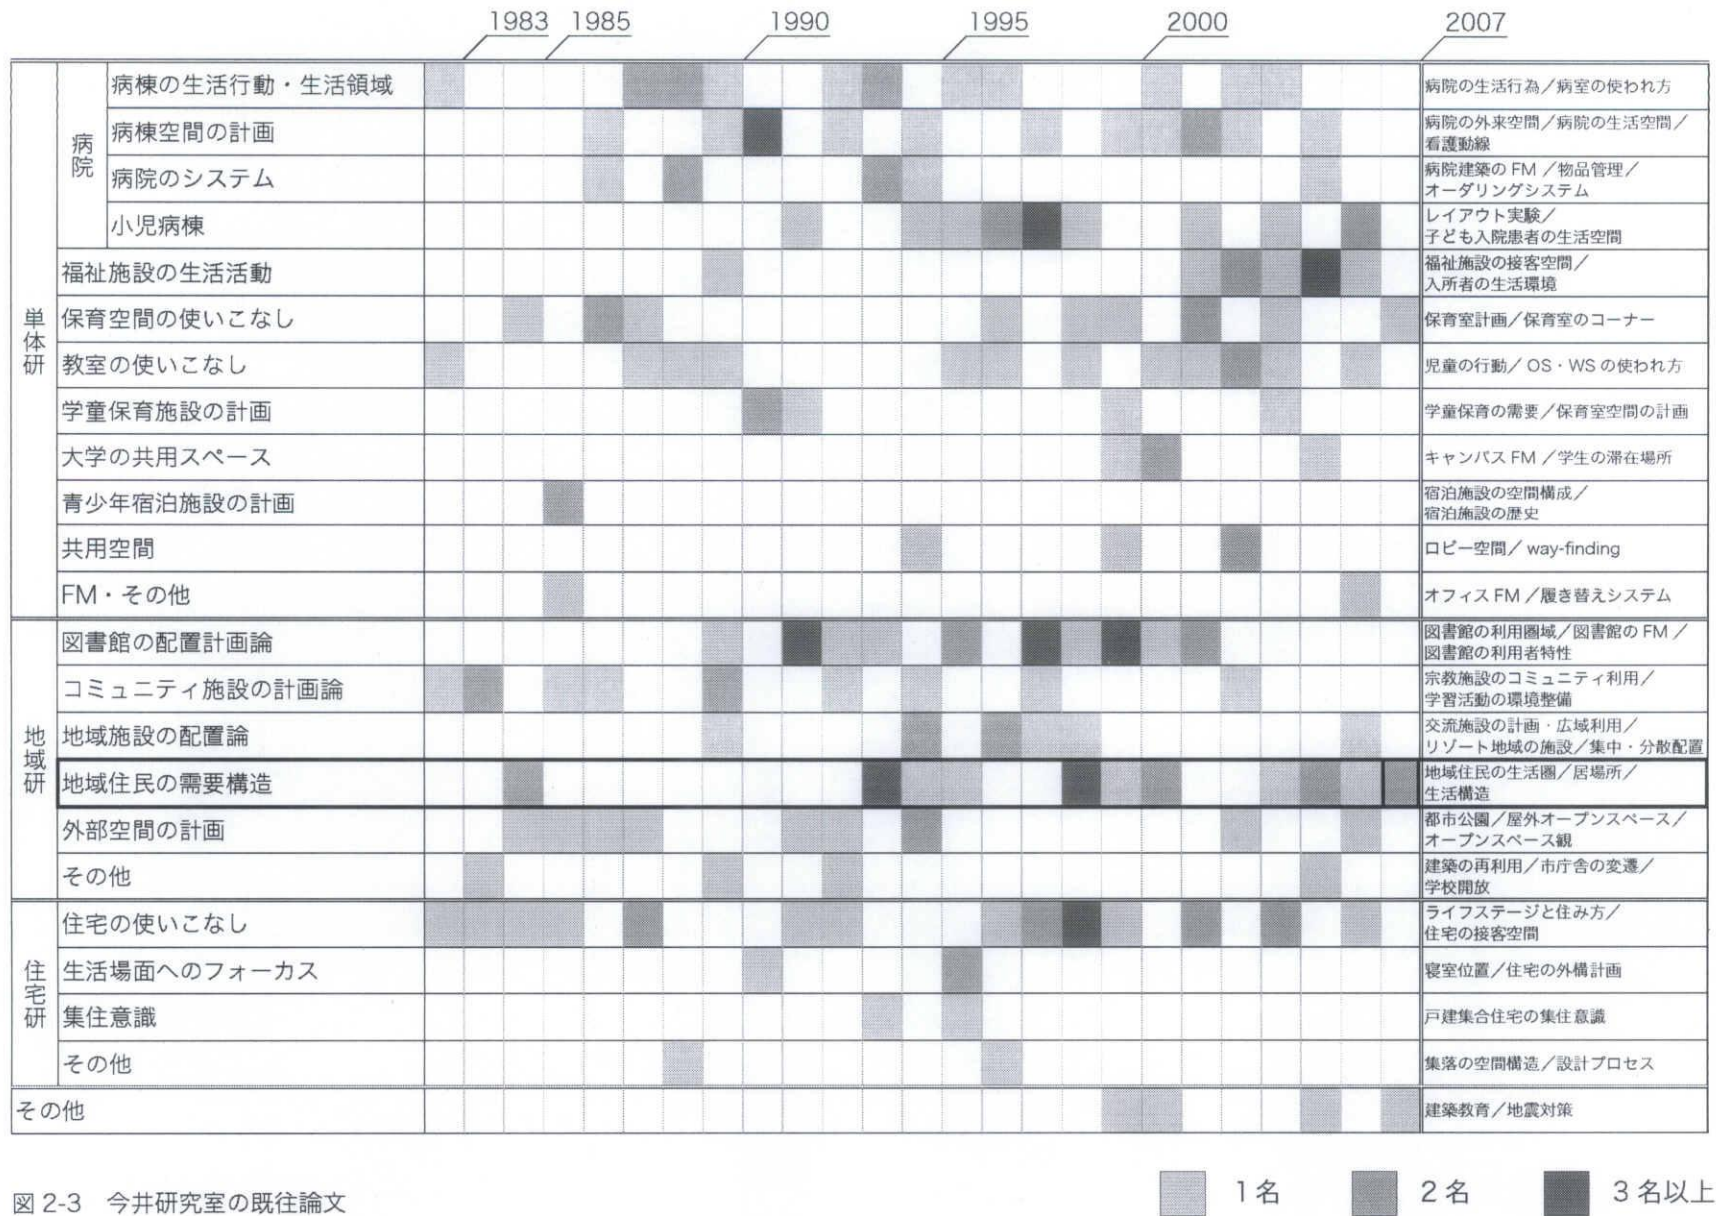 1983
1985
1990
1995
2000
2007
単体研
病院
病棟の生活行動・生活領域
病院の生活行為／病室の使われ方
病棟空間の計画
病院の外来空間／病院の生活空間／
看護動線
病院のシステム
病院建築の FM ／物品管理／
オーダリングシステム
小児病棟
レイアウト実験／
子ども入院患者の生活空間
福祉施設の生活活動
福祉施設の接客空間／
入所者の生活環境
保育空間の使いこなし
保育室計画／保育室のコーナー
教室の使いこなし
児童の行動／ OS・WS の使われ方
学童保育施設の計画
学童保育の需要／保育室空間の計画
大学の共用スペース
キャンパス FM ／学生の滞在場所
青少年宿泊施設の計画
宿泊施設の空間構成／
宿泊施設の歴史
共用空間
ロビー空間／ way-finding
FM・その他
オフィス FM ／履き替えシステム
地域研
図書館の配置計画論
図書館の利用圏域／図書館の FM ／
図書館の利用者特性
コミュニティ施設の計画論
宗教施設のコミュニティ利用／
学習活動の環境整備
地域施設の配置論
交流施設の計画・広域利用／
リゾート地域の施設／集中・分散配置
地域住民の需要構造
地域住民の生活圏／居場所／
生活構造
外部空間の計画
都市公園／屋外オープンスペース／
オープンスペース観
その他
建築の再利用／市庁舎の変遷／
学校開放
住宅研
住宅の使いこなし
ライフステージと住み方／
住宅の接客空間
生活場面へのフォーカス
寝室位置／住宅の外構計画
集住意識
戸建集合住宅の集住意識
その他
集落の空間構造／設計プロセス
その他
建築教育／地震対策
図 2-3　今井研究室の既往論文
1 名
2 名
3 名以上